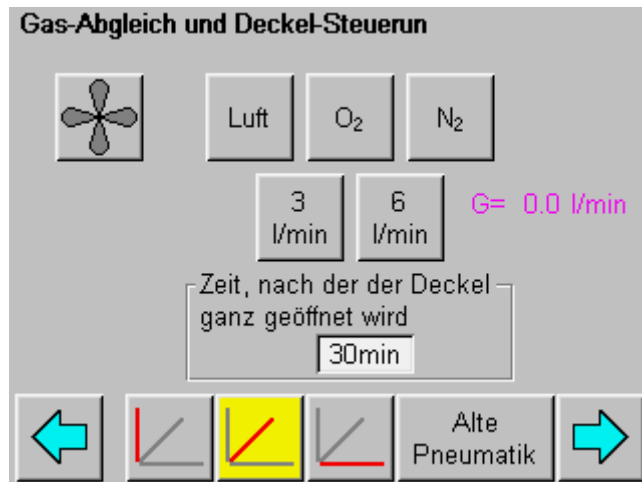 Gas-Abgleich und Deckel-Steuerun
Luft
O₂
N₂
3
l/min
6
l/min
G= 0.0 l/min
Zeit, nach der der Deckel
ganz geöffnet wird
30min
Alte
Pneumatik